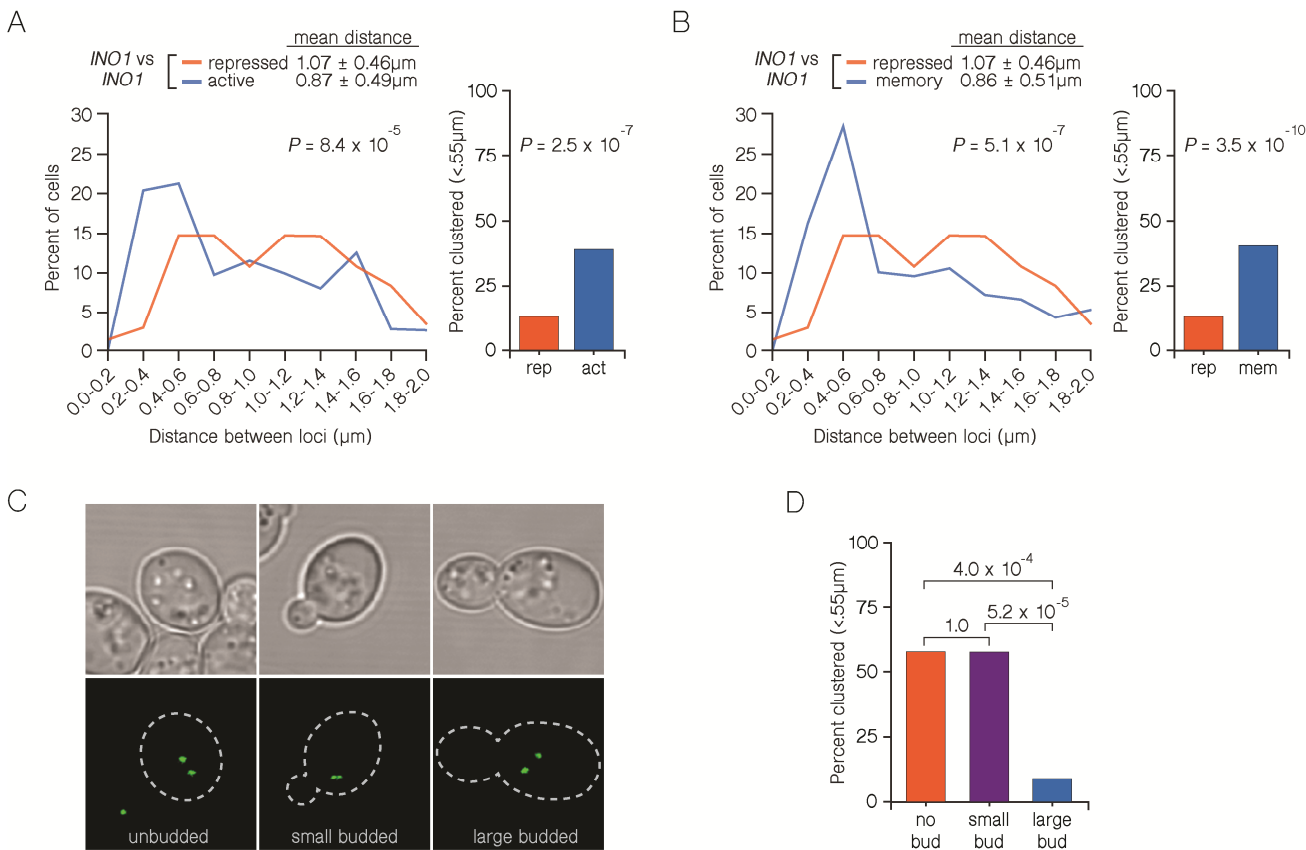 A
mean distance
INO1 vs INO1
repressed 1.07 ± 0.46µm
active 0.87 ± 0.49µm
P = 8.4 x 10-5
Percent of cells
30
25
20
15
10
5
0
0.0-0.2
0.2-0.4
0.4-0.6
0.6-0.8
0.8-1.0
1.0-1.2
1.2-1.4
1.4-1.6
1.6-1.8
1.8-2.0
Distance between loci (µm)
Percent clustered (<.55µm)
100
75
50
25
0
P = 2.5 x 10-7
rep act
B
mean distance
INO1 vs INO1
repressed 1.07 ± 0.46µm
memory 0.86 ± 0.51µm
P = 5.1 x 10-7
Percent of cells
30
25
20
15
10
5
0
0.0-0.2
0.2-0.4
0.4-0.6
0.6-0.8
0.8-1.0
1.0-1.2
1.2-1.4
1.4-1.6
1.6-1.8
1.8-2.0
Distance between loci (µm)
Percent clustered (<.55µm)
100
75
50
25
0
P = 3.5 x 10-10
rep mem
C
unbudded
small budded
large budded
D
Percent clustered (<.55µm)
100
75
50
25
0
4.0 x 10-4
5.2 x 10-5
1.0
no bud
small bud
large bud